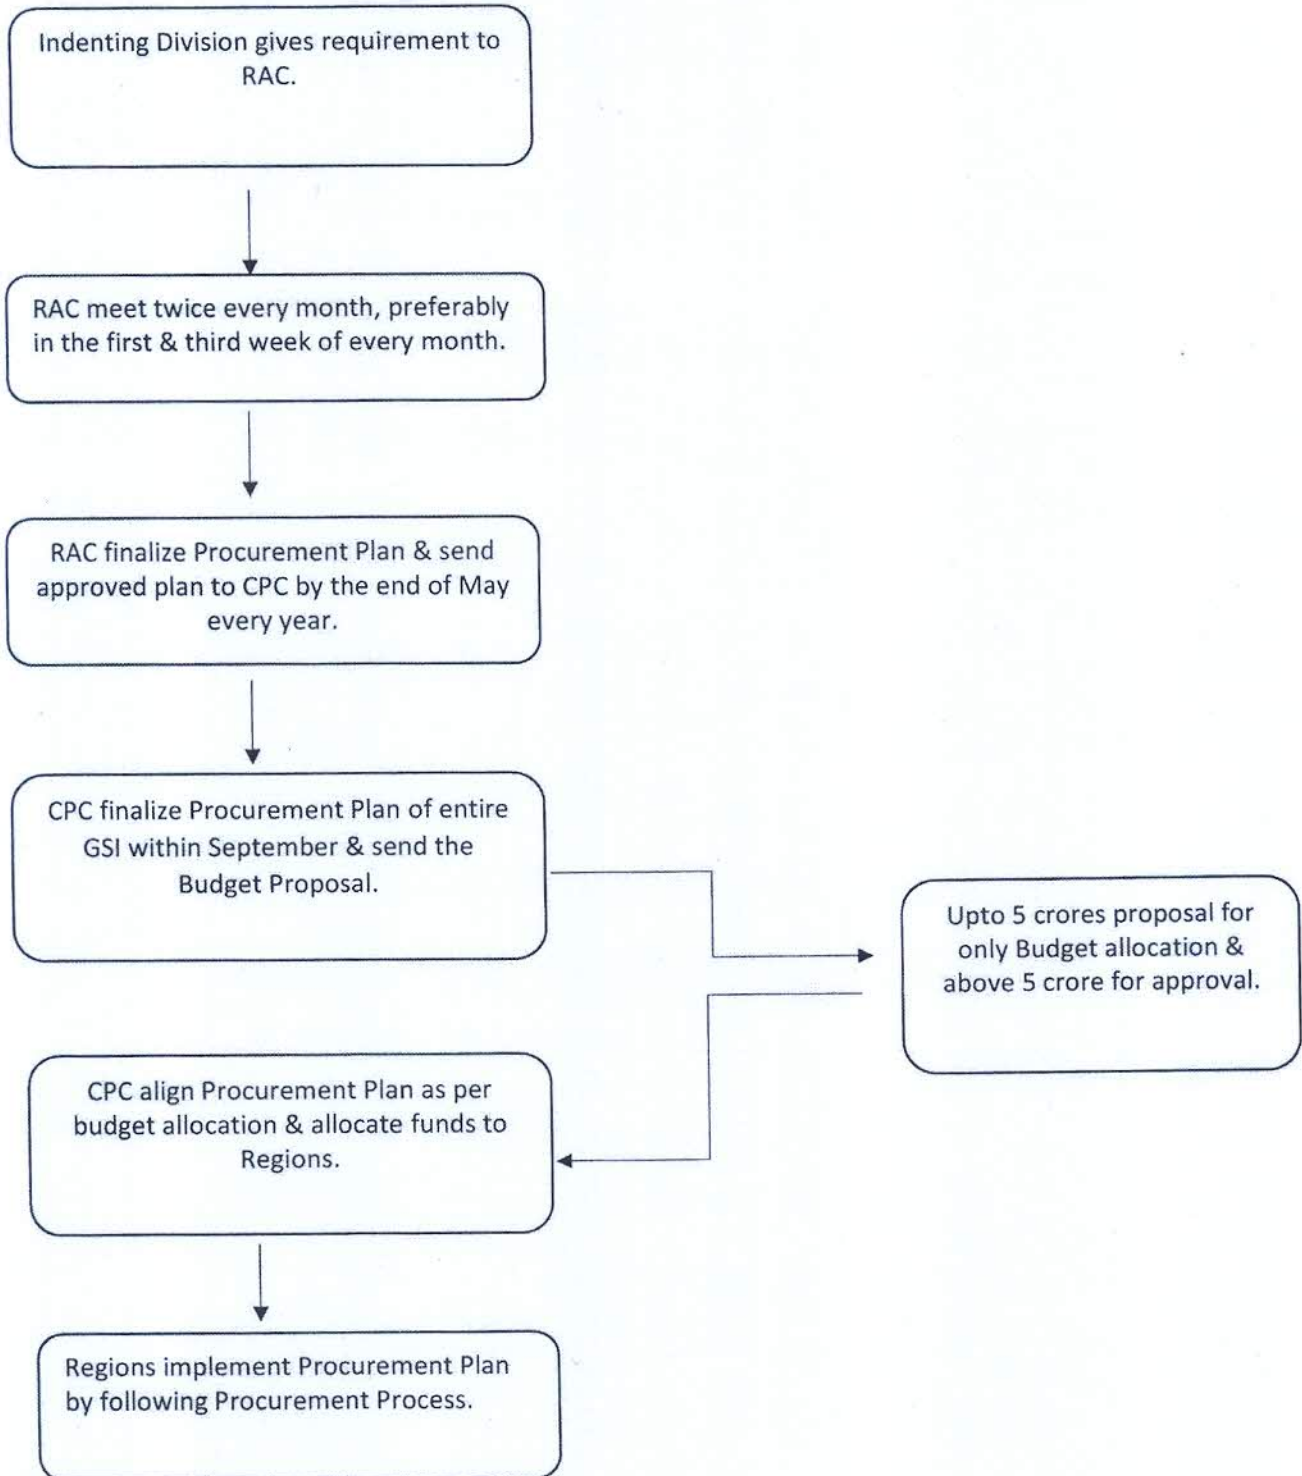 Indenting Division gives requirement to
RAC.
RAC meet twice every month, preferably
in the first & third week of every month.
RAC finalize Procurement Plan & send
approved plan to CPC by the end of May
every year.
CPC finalize Procurement Plan of entire
GSI within September & send the
Budget Proposal.
Upto 5 crores proposal for
only Budget allocation &
above 5 crore for approval.
CPC align Procurement Plan as per
budget allocation & allocate funds to
Regions.
Regions implement Procurement Plan
by following Procurement Process.